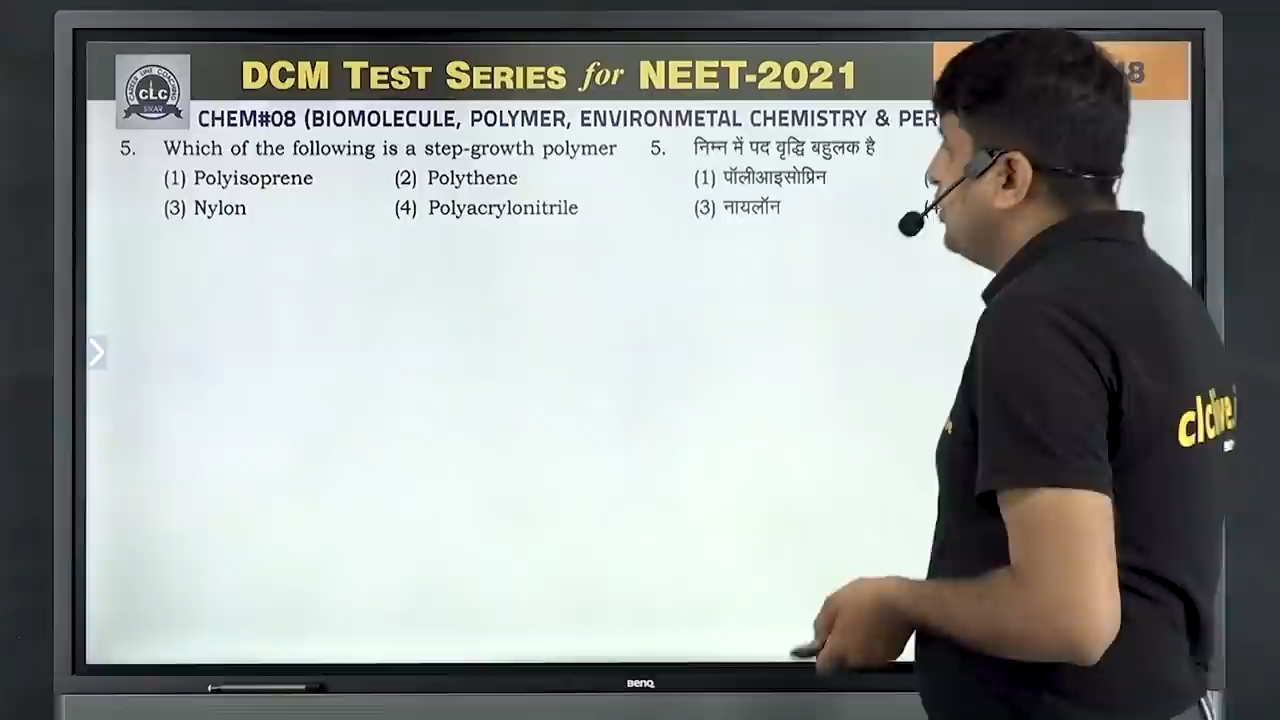 DCM TEST SERIES for NEET-2021
CHEM#08 (BIOMOLECULE, POLYMER, ENVIRONMETAL CHEMISTRY & PER
5. Which of the following is a step-growth polymer
(1) Polyisoprene (2) Polythene
(3) Nylon (4) Polyacrylonitrile
5. निम्न में पद वृद्धि बहुलक है
(1) पॉलीआइसोप्रिन
(3) नायलॉन
CLC
SIKAR
BenQ